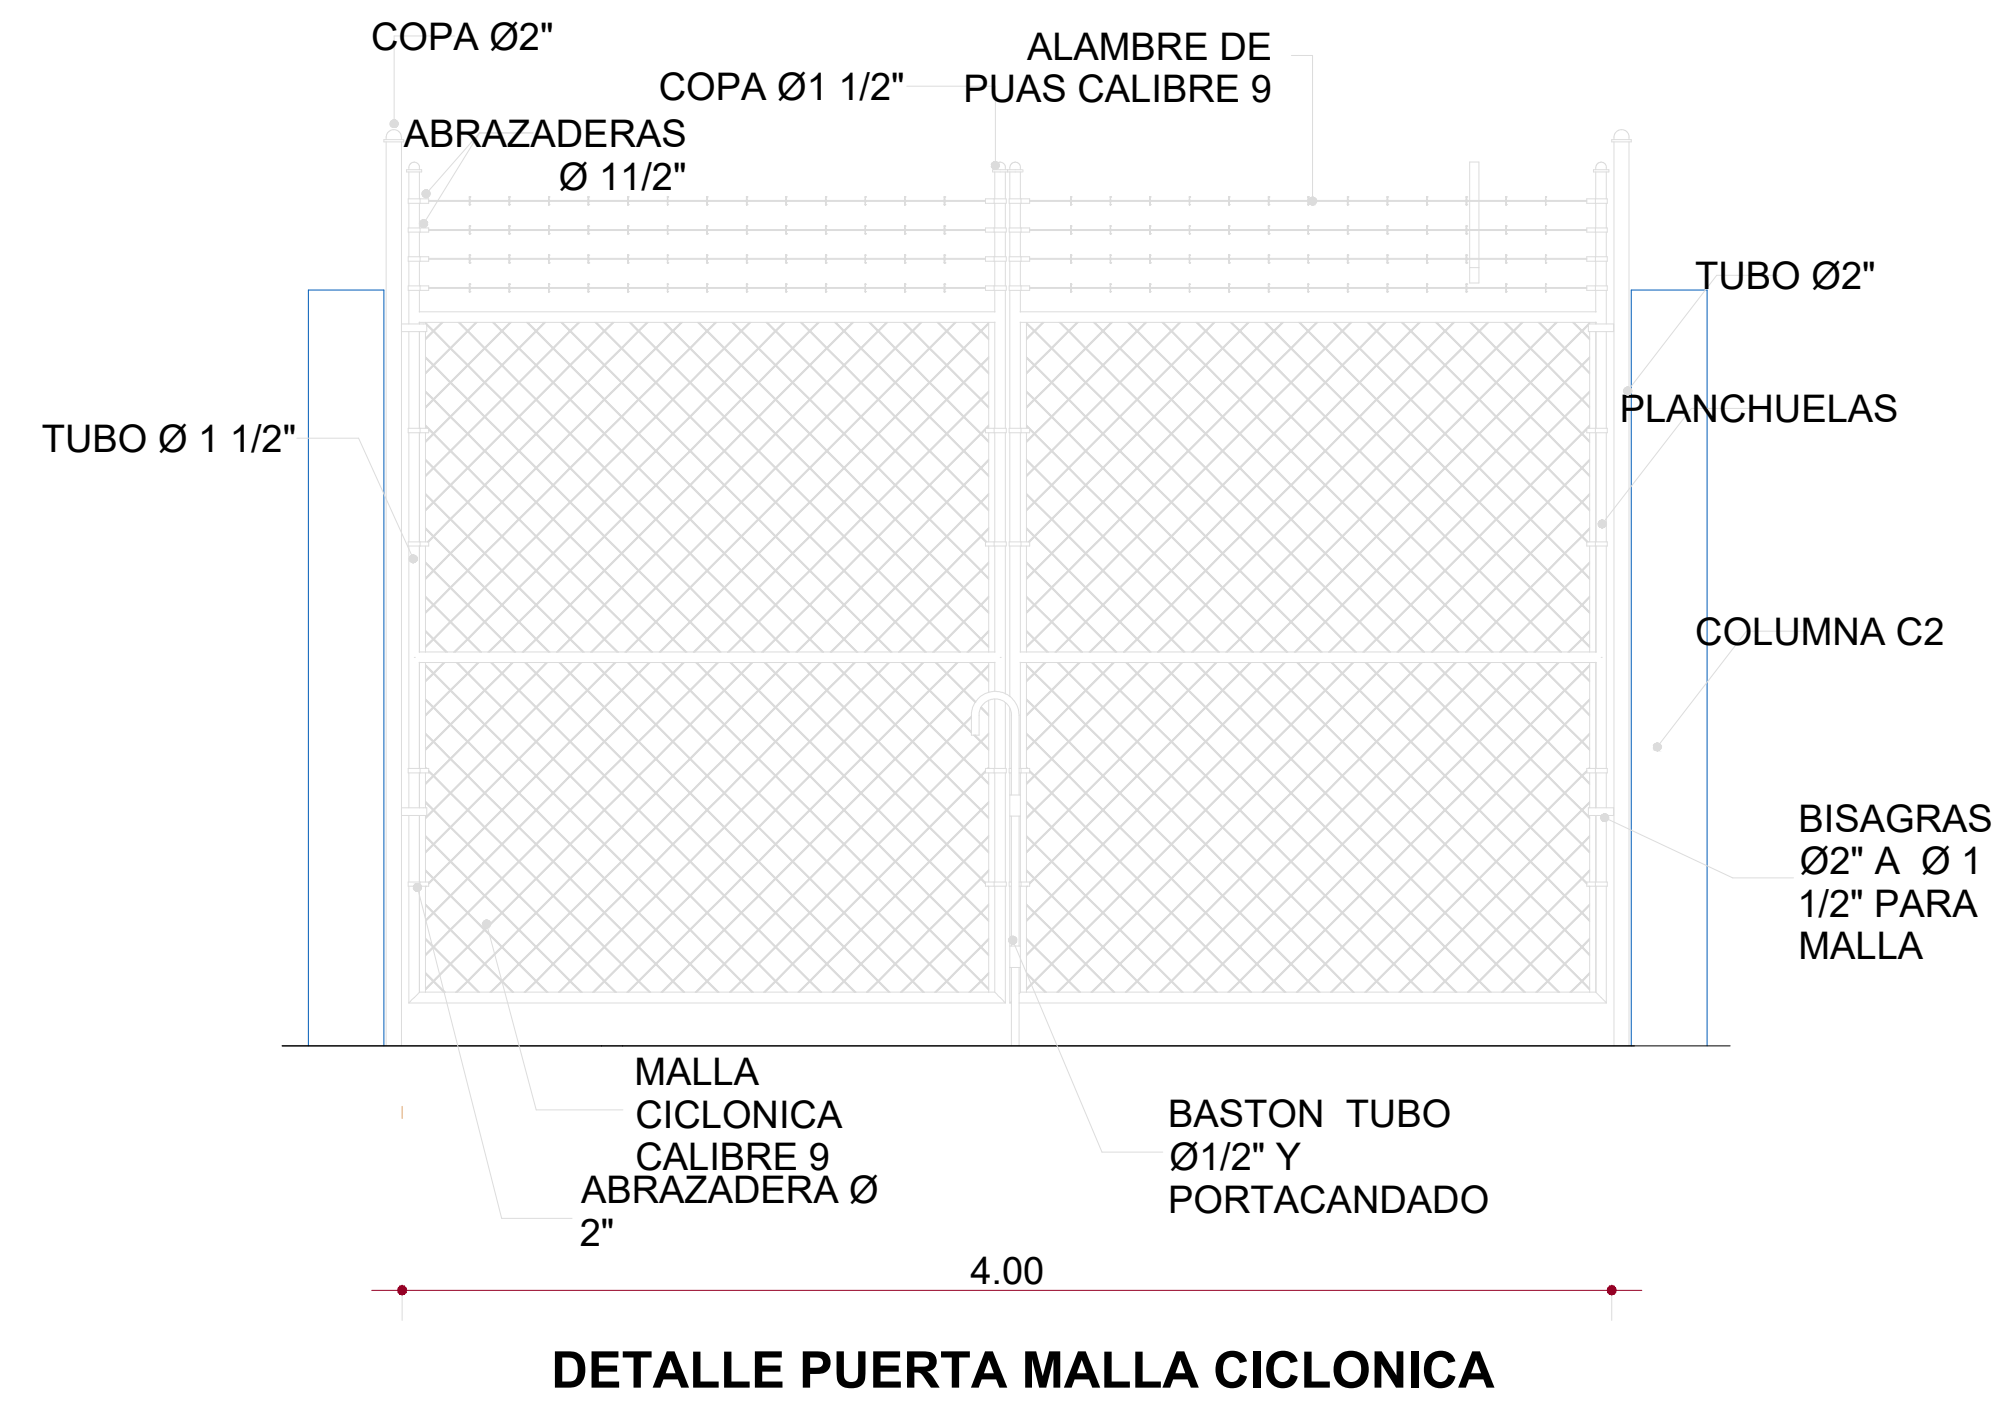 COPA Ø2"
ALAMBRE DE
PUAS CALIBRE 9
COPA Ø1 1/2"
ABRAZADERAS
Ø 11/2"
TUBO Ø2"
PLANCHUELAS
TUBO Ø 1 1/2"
COLUMNA C2
BISAGRAS
Ø2" A Ø 1
1/2" PARA
MALLA
MALLA
CICLONICA
CALIBRE 9
ABRAZADERA Ø
2"
BASTON TUBO
Ø1/2" Y
PORTACANDADO
4.00
DETALLE PUERTA MALLA CICLONICA